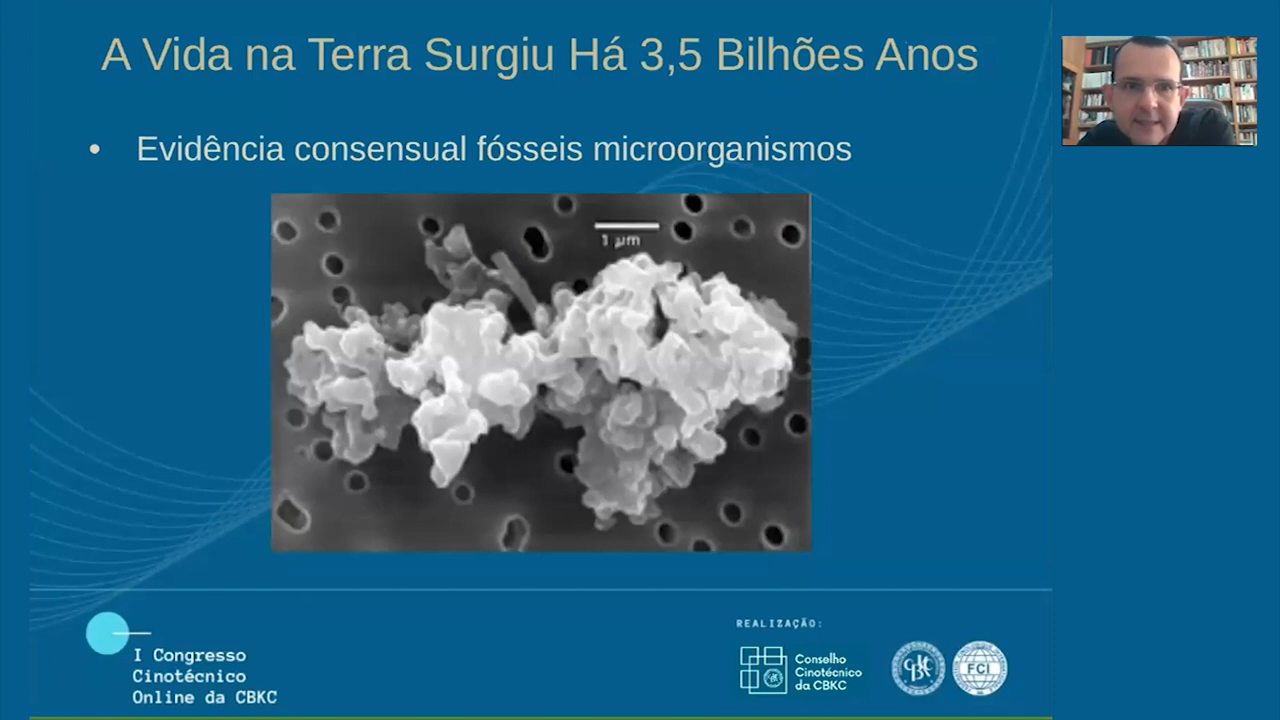 A Vida na Terra Surgiu Há 3,5 Bilhões Anos
• Evidência consensual fósseis microorganismos
1 µm
I Congresso
Cinotécnico
Online da CBKC
REALIZAÇÃO:
Conselho
Cinotécnico
da CBKC
FCI